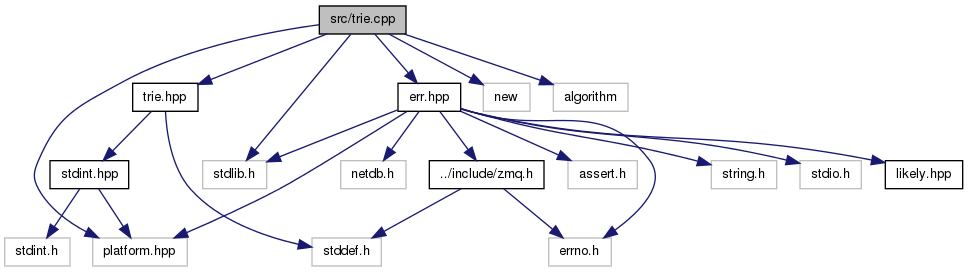 src/trie.cpp
trie.hpp
err.hpp
new
algorithm
stdint.hpp
stdlib.h
netdb.h
../include/zmq.h
assert.h
string.h
stdio.h
likely.hpp
stdint.h
platform.hpp
stddef.h
errno.h